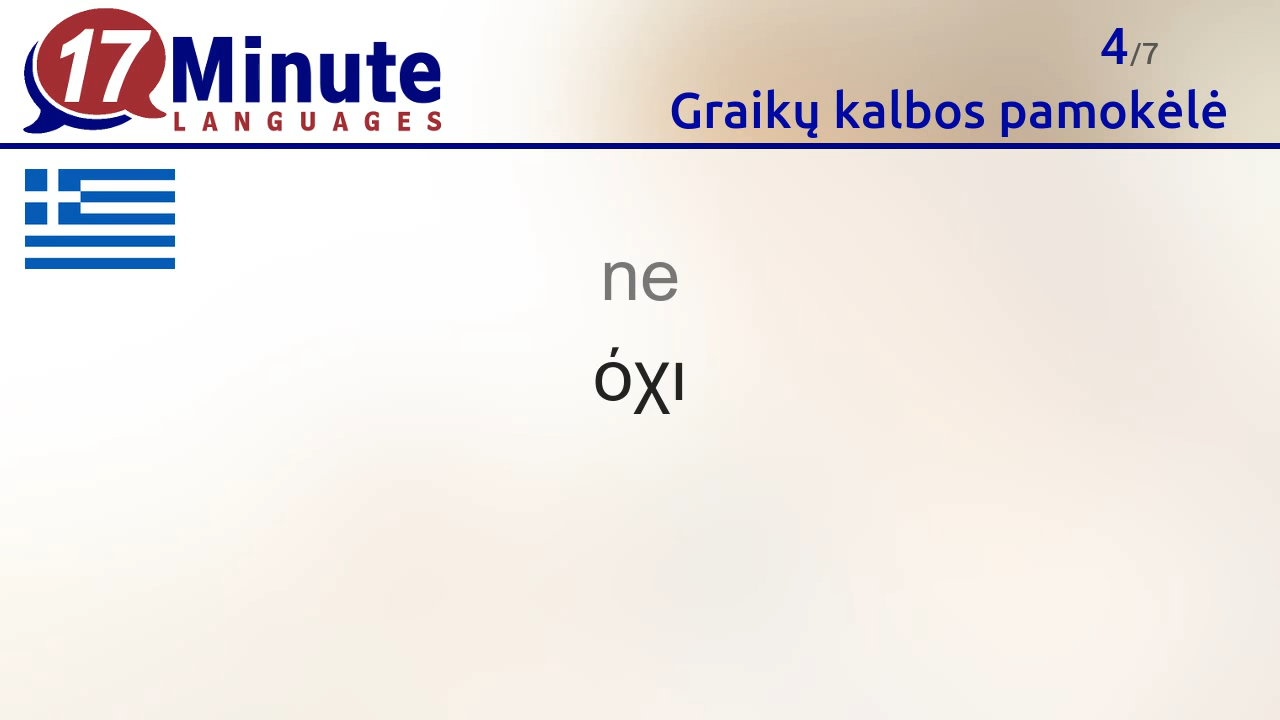 17 Minute
LANGUAGES
4/7
Graikų kalbos pamokėlė
ne
όχι